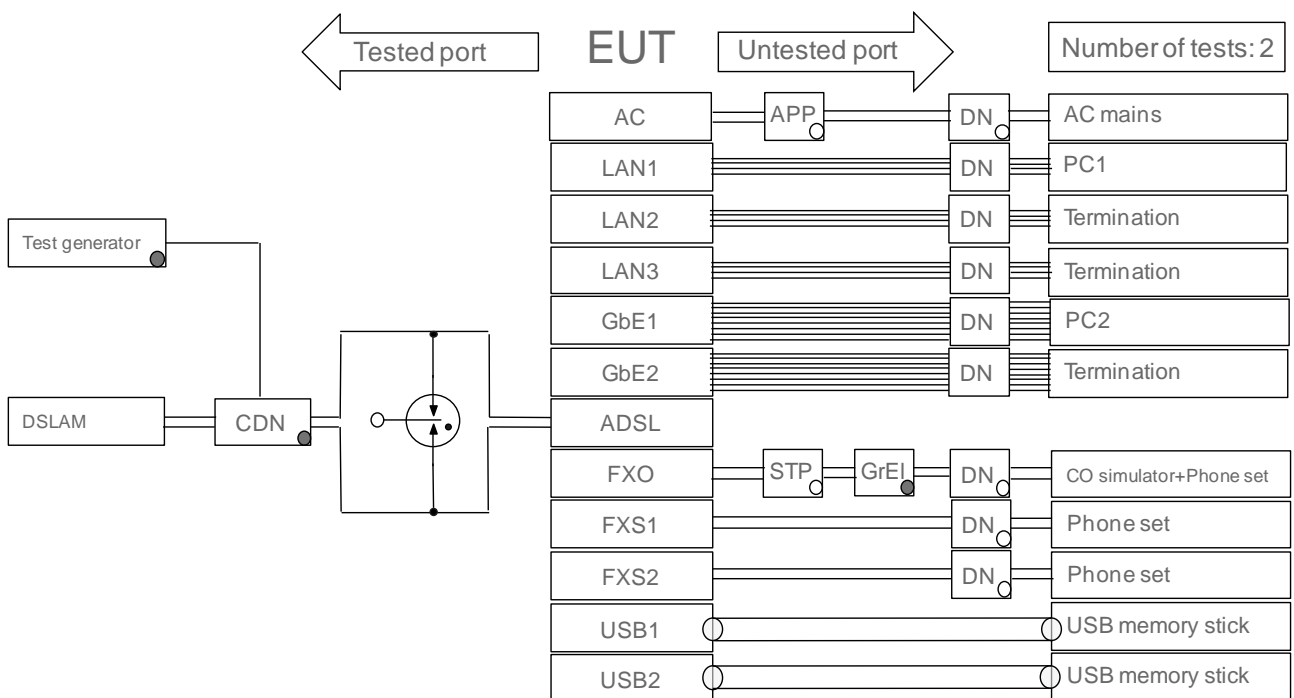 Tested port EUT Untested port Number of tests: 2
AC APP DN AC mains
LAN1 DN PC1
LAN2 DN Termination
Test generator
LAN3 DN Termination
GbE1 DN PC2
GbE2 DN Termination
DSLAM CDN ADSL
FXO STP GrEl DN CO simulator+Phone set
FXS1 DN Phone set
FXS2 DN Phone set
USB1 USB memory stick
USB2 USB memory stick